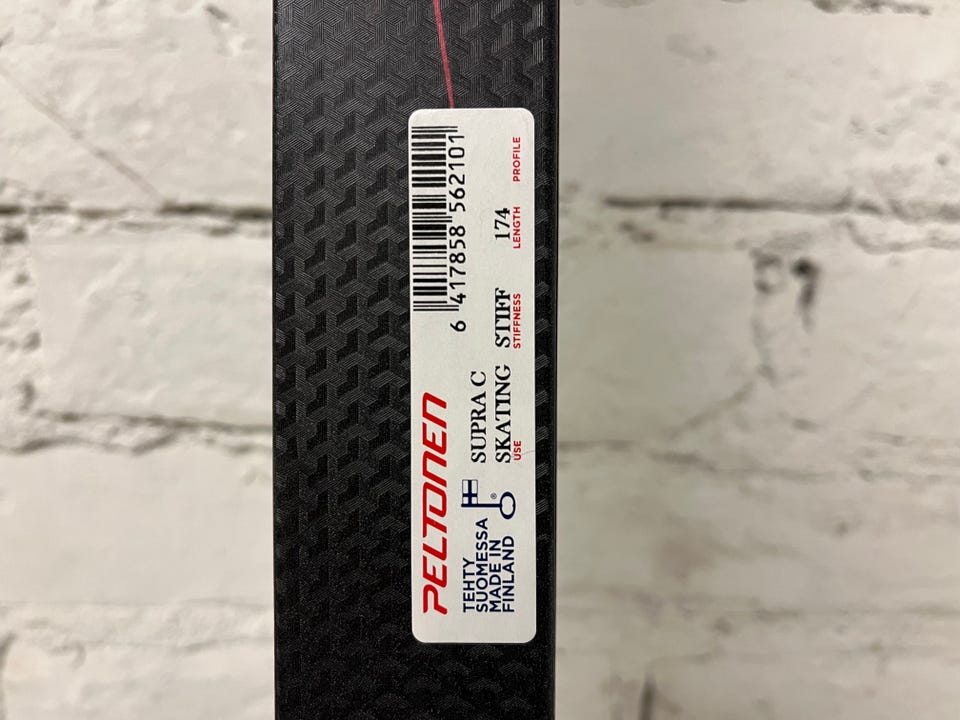 PELTONEN
6 417858 562101
TEHTY
SUOMESSA
MADE IN
FINLAND
SUPRA C
SKATING STIFF 174
USE STIFFNESS LENGTH PROFILE